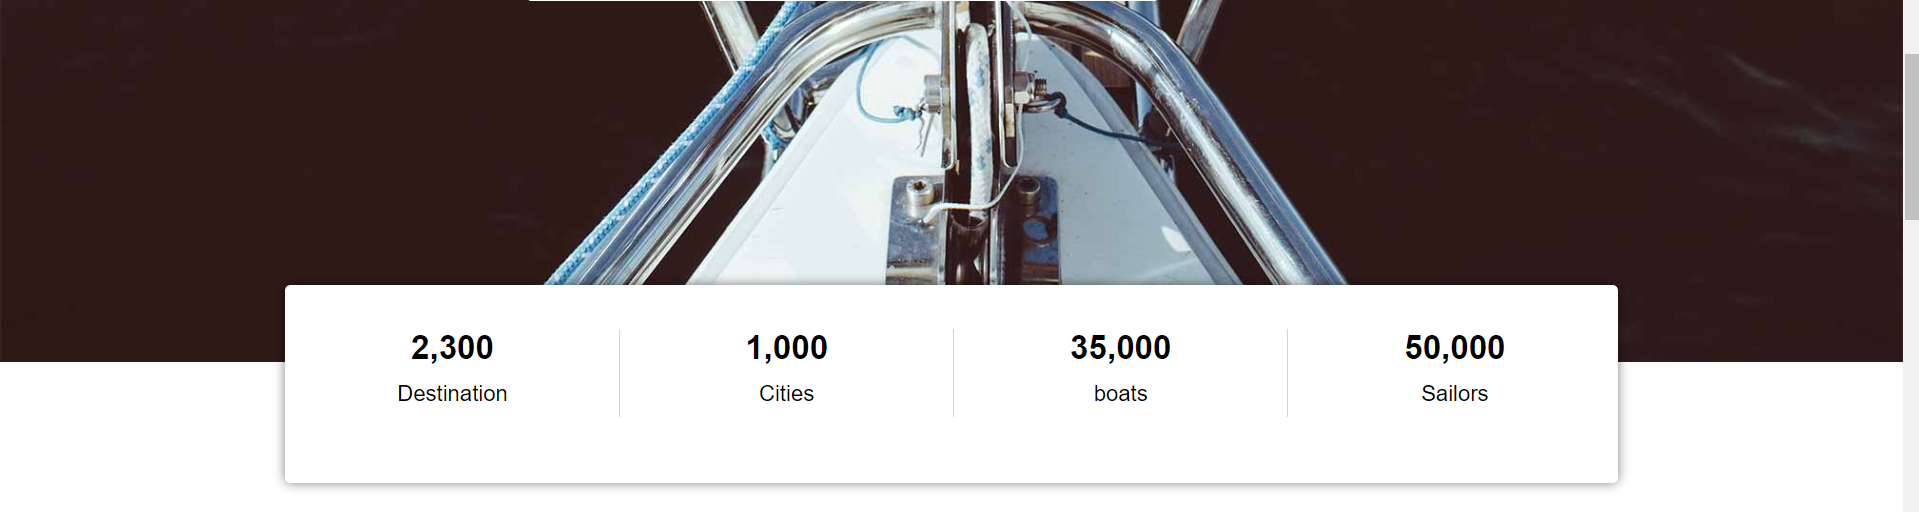 2,300
Destination
1,000
Cities
35,000
boats
50,000
Sailors